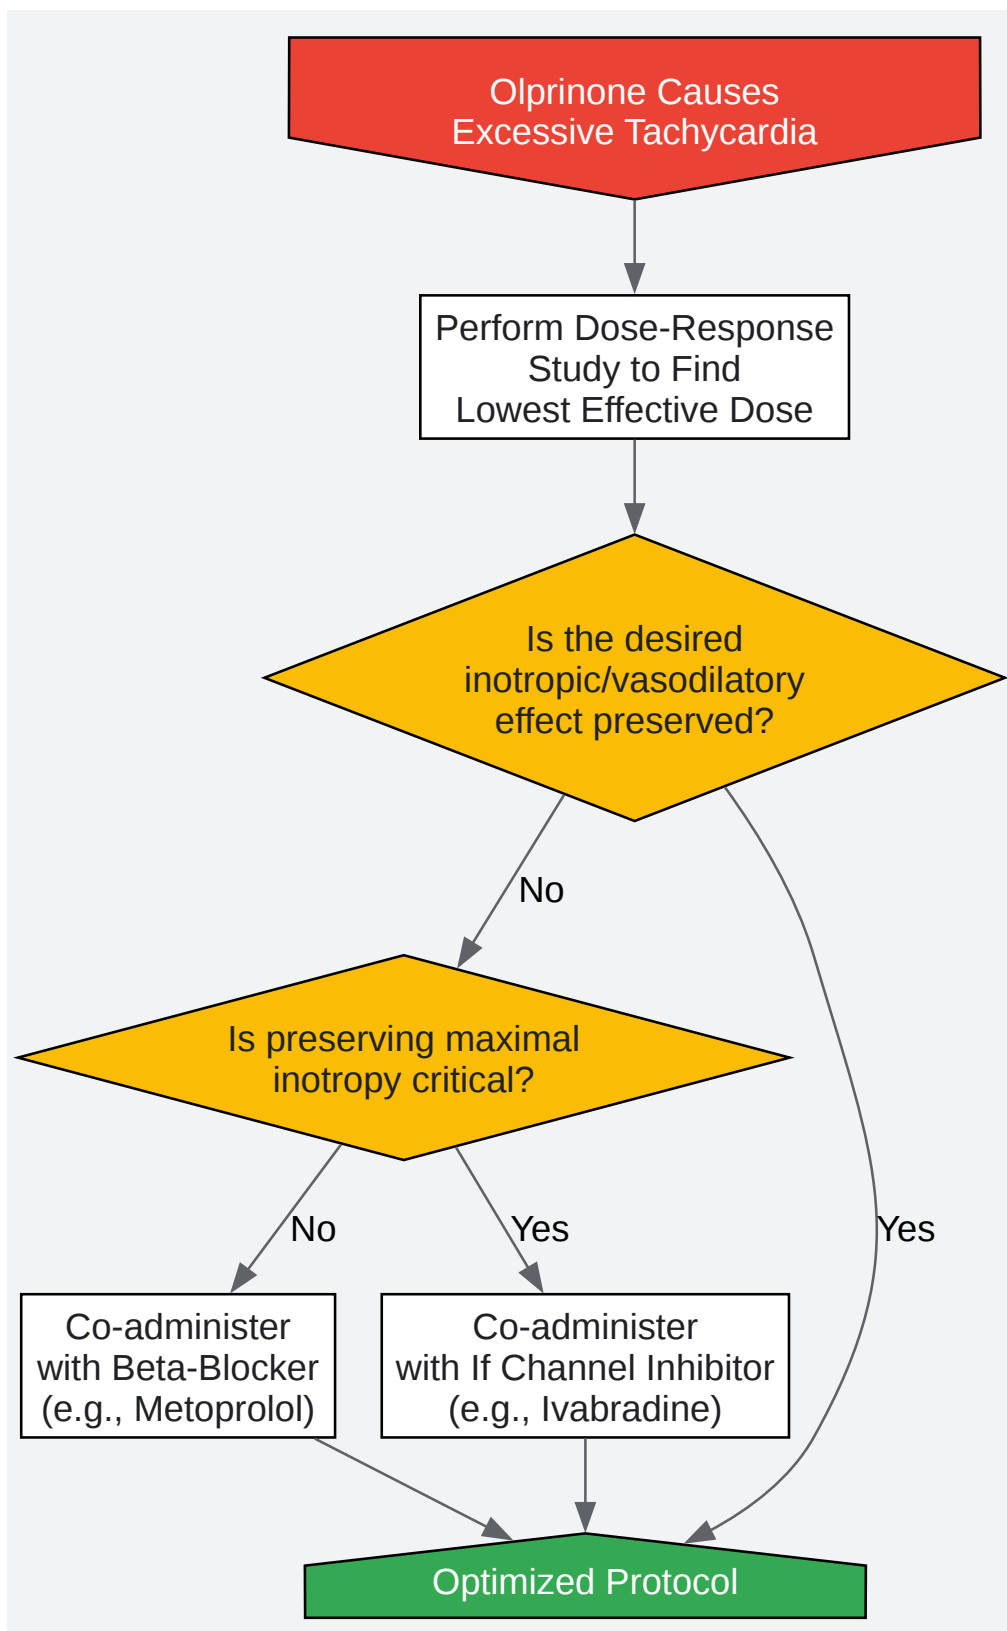 Olprinone Causes
Excessive Tachycardia
Perform Dose-Response
Study to Find
Lowest Effective Dose
Is the desired
inotropic/vasodilatory
effect preserved?
No
Is preserving maximal
inotropy critical?
No
Yes
Yes
Co-administer
with Beta-Blocker
(e.g., Metoprolol)
Co-administer
with If Channel Inhibitor
(e.g., Ivabradine)
Optimized Protocol